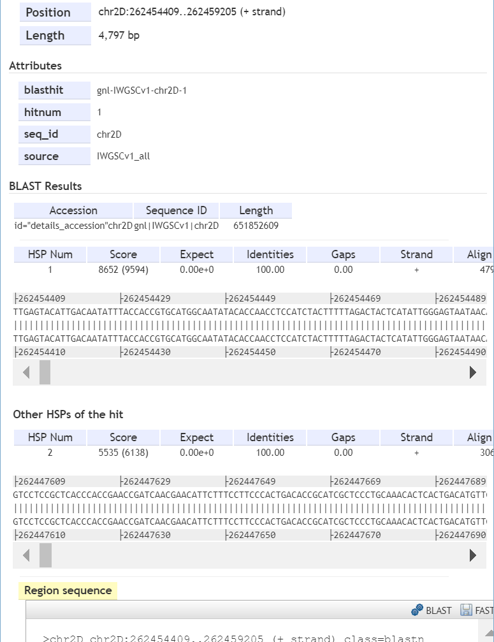 Position chr2D:262454409..262459205 (+ strand)
Length 4,797 bp
Attributes
blasthit gnl-IWGSCv1-chr2D-1
hitnum 1
seq_id chr2D
source IWGSCv1_all
BLAST Results
Accession Sequence ID Length
id="details_accession"chr2D gnl|IWGSCv1|chr2D 651852609
HSP Num Score Expect Identities Gaps Strand Align
1 8652 (9594) 0.00e+0 100.00 0.00 + 479
├262454409 ├262454429 ├262454449 ├262454469 ├262454489
TTGAGTACATTGACAATATTTACCACCGTGCATGGCAATATACACCAACCTCCATCTACTTTTTAGACTACTCATATTGGGAGTAATAAC
TTGAGTACATTGACAATATTTACCACCGTGCATGGCAATATACACCAACCTCCATCTACTTTTTAGACTACTCATATTGGGAGTAATAAC
├262454410 ├262454430 ├262454450 ├262454470 ├262454490
Other HSPs of the hit
HSP Num Score Expect Identities Gaps Strand Align
2 5535 (6138) 0.00e+0 100.00 0.00 + 306
├262447609 ├262447629 ├262447649 ├262447669 ├262447689
GTCCTCCGCTCACCCACCGAACCGATCAACGAACATTCTTTCCTTCCCACTGACACCGCATCGCTCCCTGCAAACACTCACTGACATGTT
GTCCTCCGCTCACCCACCGAACCGATCAACGAACATTCTTTCCTTCCCACTGACACCGCATCGCTCCCTGCAAACACTCACTGACATGTT
├262447610 ├262447630 ├262447650 ├262447670 ├262447690
Region sequence
BLAST FAST
>chr2D chr2D:262454409..262459205 (+ strand) class=blastn